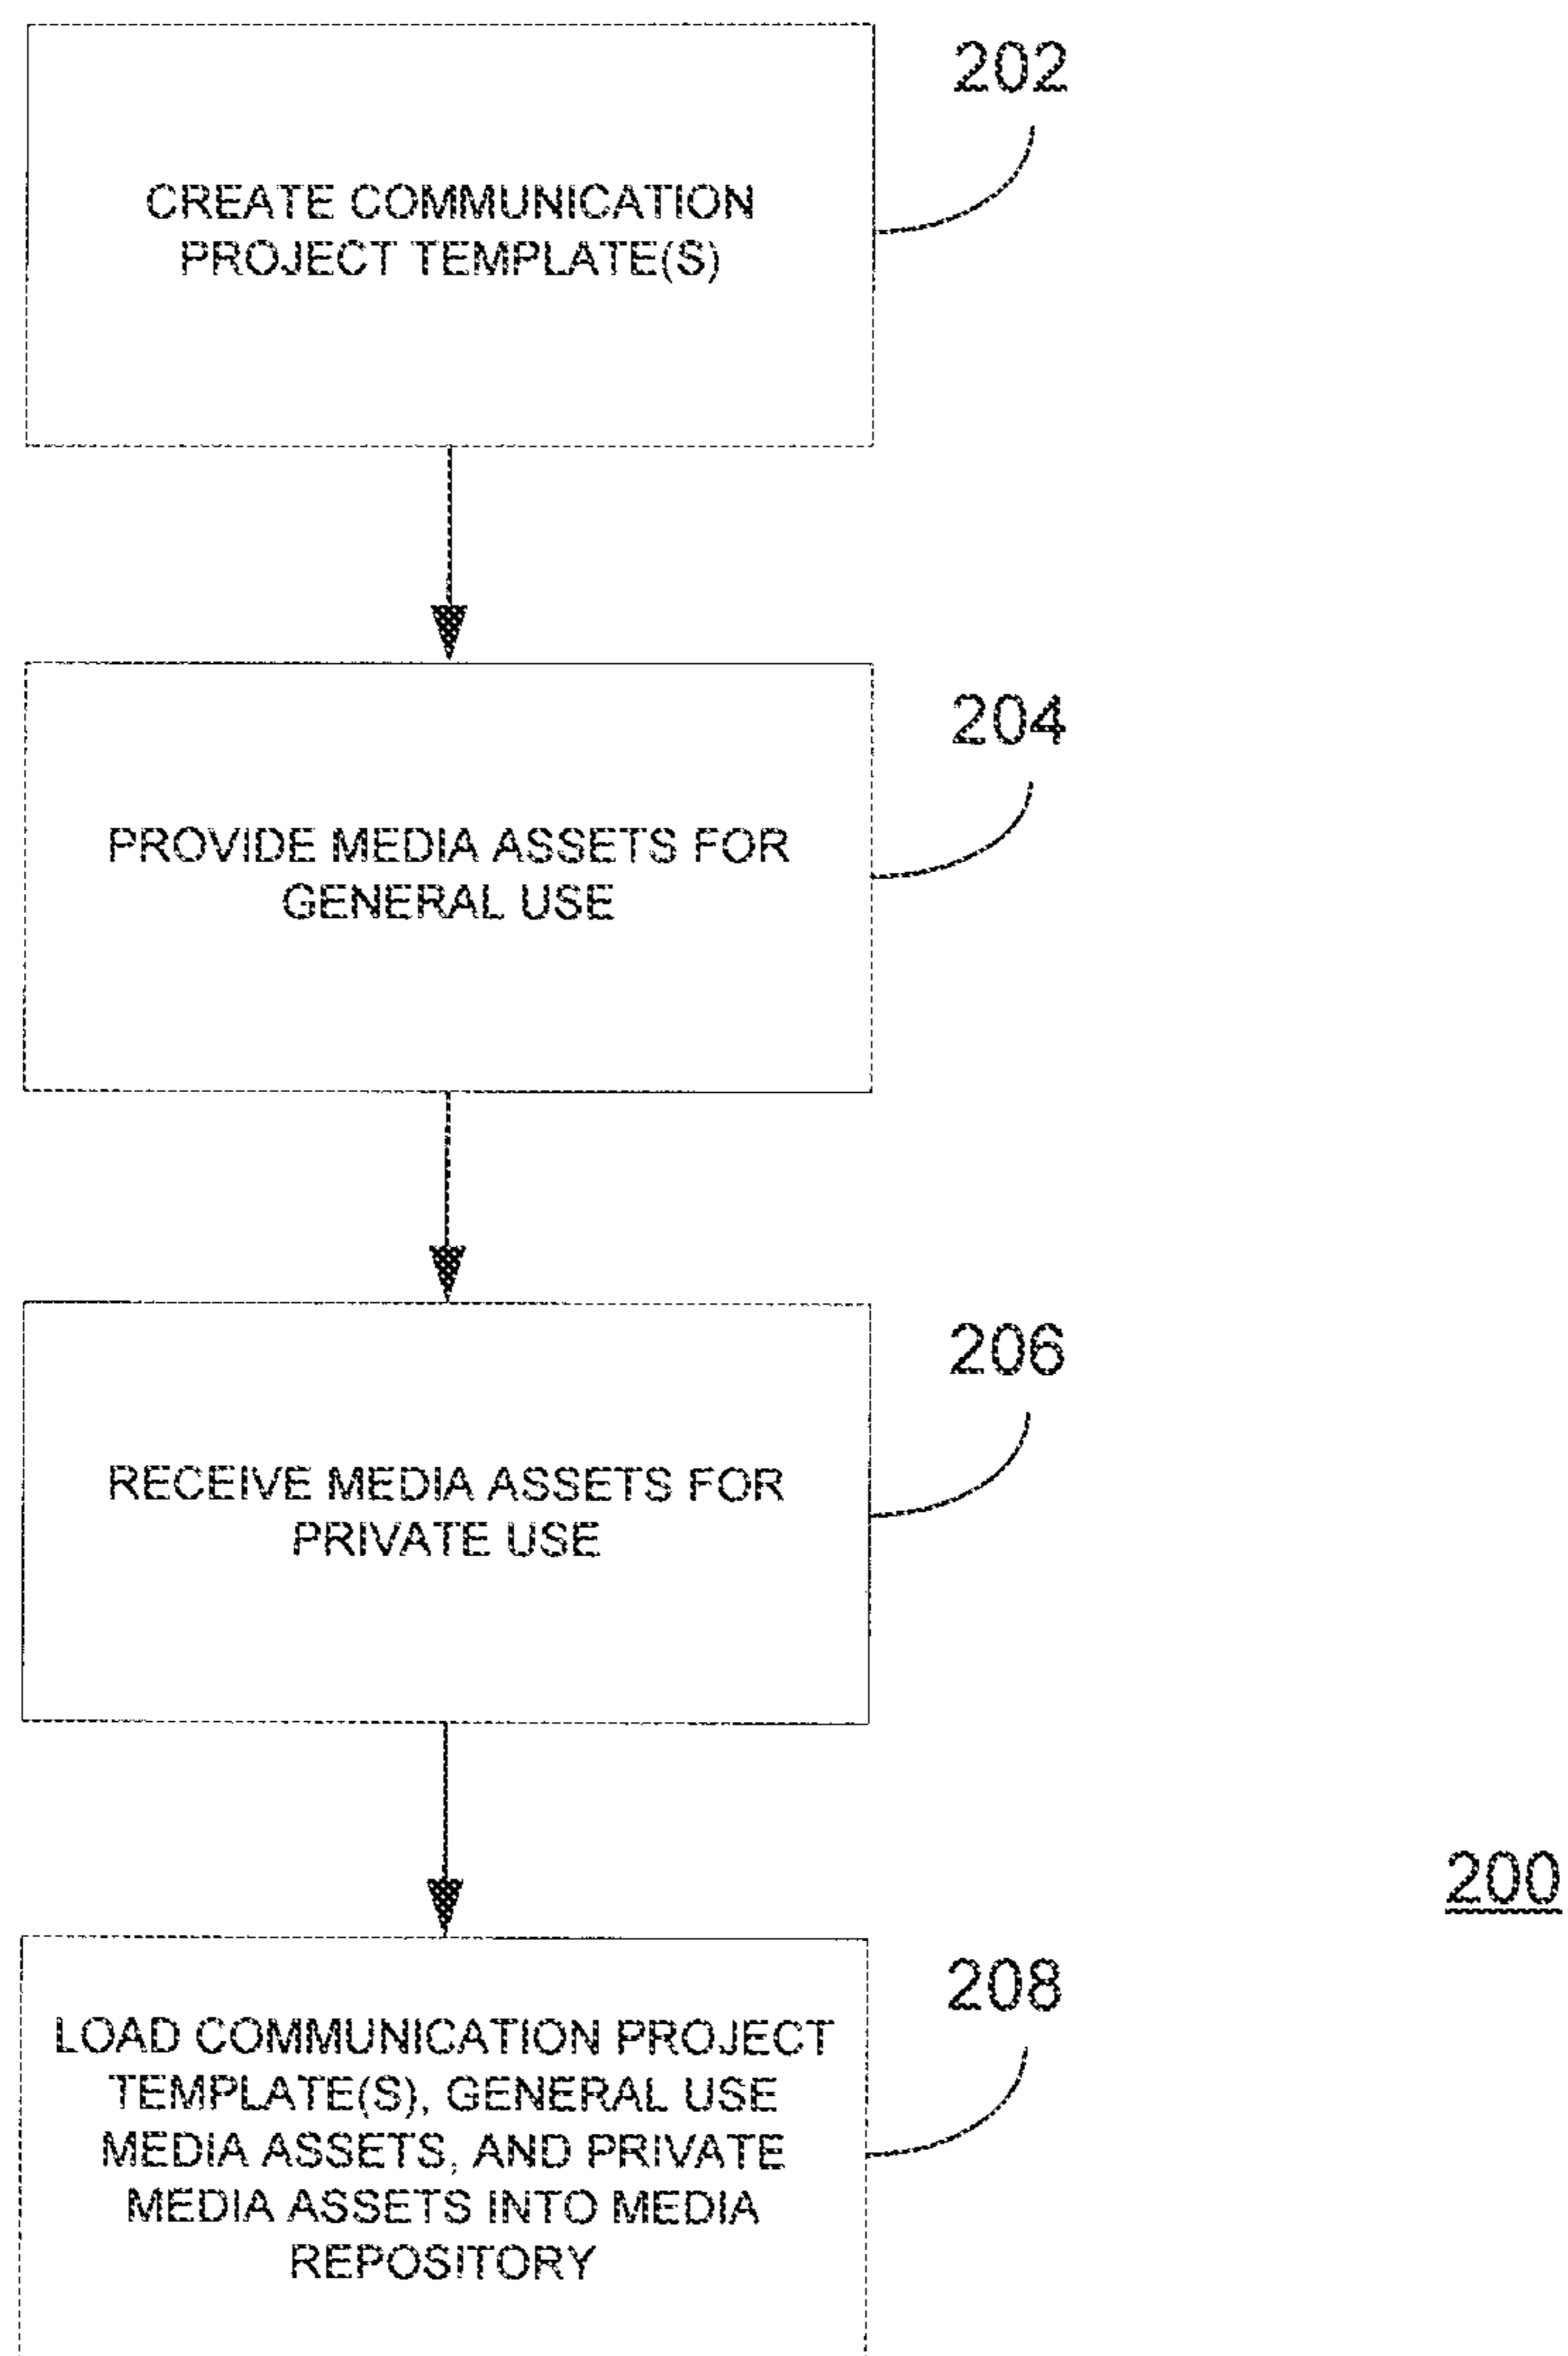 202
CREATE COMMUNICATION
PROJECT TEMPLATE(S)
204
PROVIDE MEDIA ASSETS FOR
GENERAL USE
206
RECEIVE MEDIA ASSETS FOR
PRIVATE USE
200
208
LOAD COMMUNICATION PROJECT
TEMPLATE(S), GENERAL USE
MEDIA ASSETS, AND PRIVATE
MEDIA ASSETS INTO MEDIA
REPOSITORY